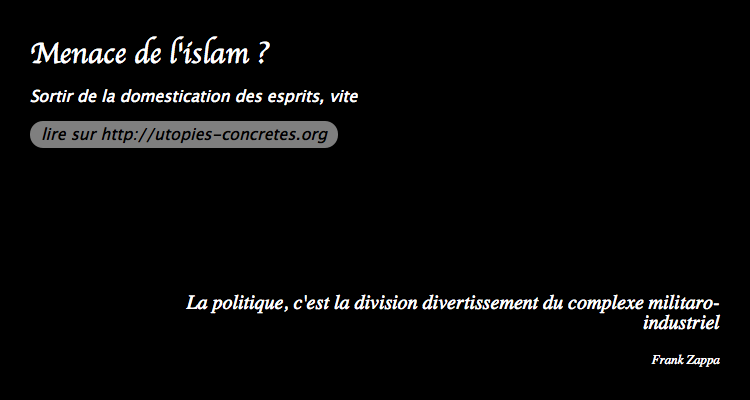 Menace de l'islam ?
Sortir de la domestication des esprits, vite
lire sur http://utopies-concretes.org
La politique, c'est la division divertissement du complexe militaro-
industriel
Frank Zappa